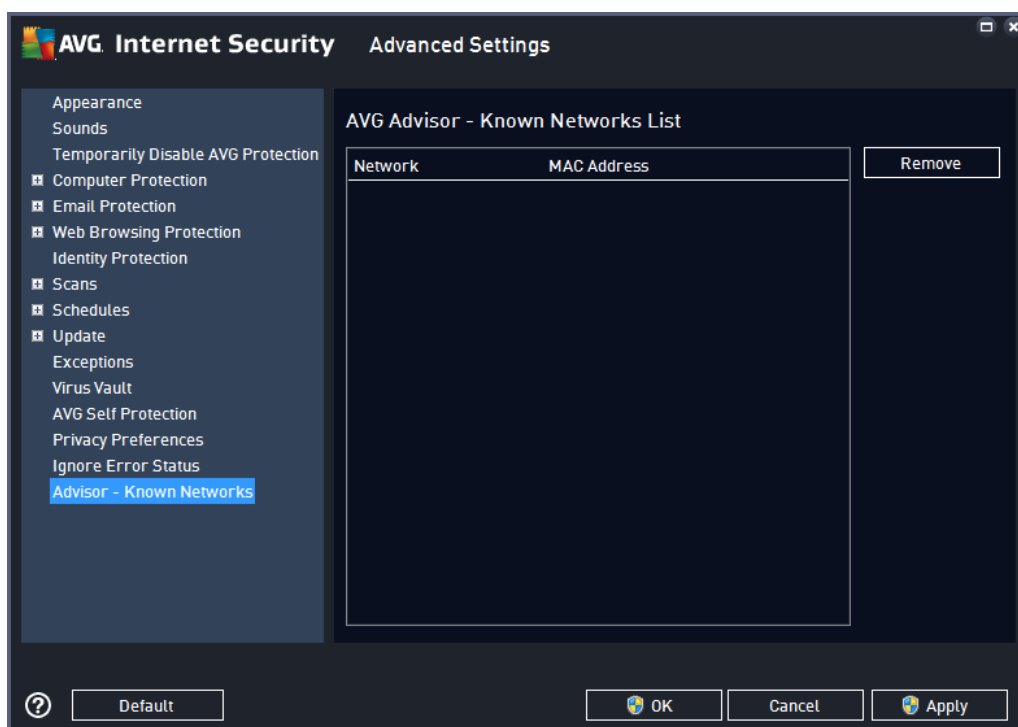 AVG. Internet Security Advanced Settings
Appearance
Sounds
Temporarily Disable AVG Protection
Computer Protection
Email Protection
Web Browsing Protection
Identity Protection
Scans
Schedules
Update
Exceptions
Virus Vault
AVG Self Protection
Privacy Preferences
Ignore Error Status
Advisor - Known Networks
AVG Advisor - Known Networks List
Network MAC Address
Remove
? Default OK Cancel Apply